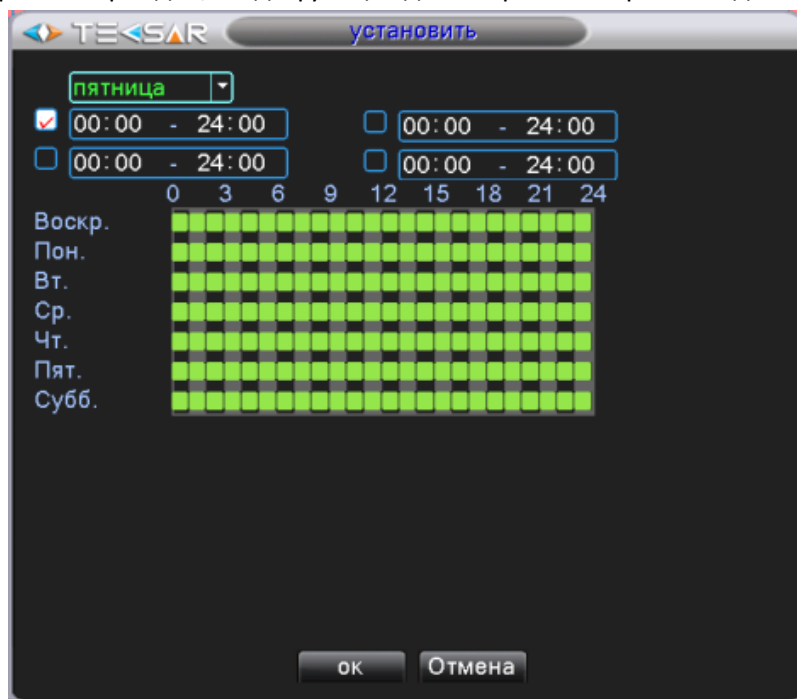 TEKSAR установить
пятница
00:00 - 24:00 00:00 - 24:00
00:00 - 24:00 00:00 - 24:00
0 3 6 9 12 15 18 21 24
Воскр.
Пон.
Вт.
Ср.
Чт.
Пят.
Субб.
ок Отмена